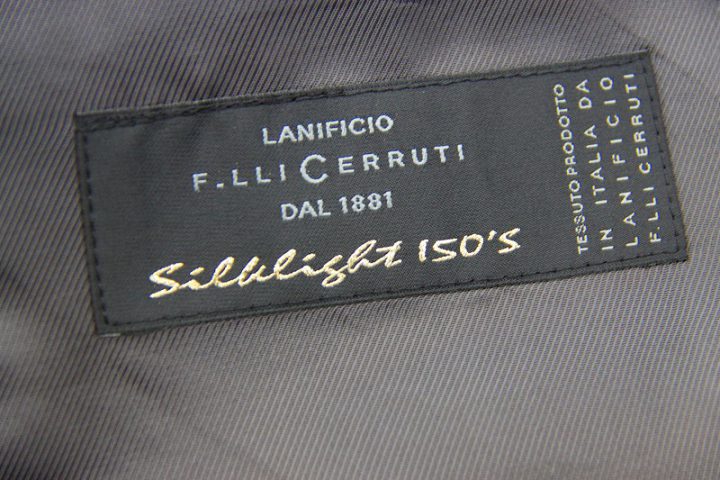 LANIFICIO
F.LLI CERRUTI
DAL 1881
Silklight 150'S
TESSUTO PRODOTTO
IN ITALIA DA
LANIFICIO
F.LLI CERRUTI